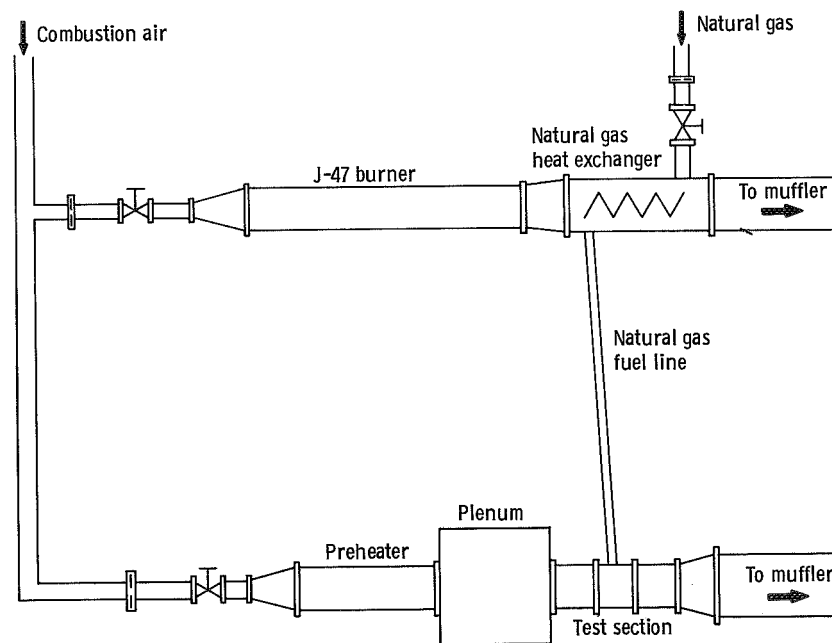 Combustion air
Natural gas
Natural gas
heat exchanger
J-47 burner
To muffler
Natural gas
fuel line
Plenum
Preheater
To muffler
Test section